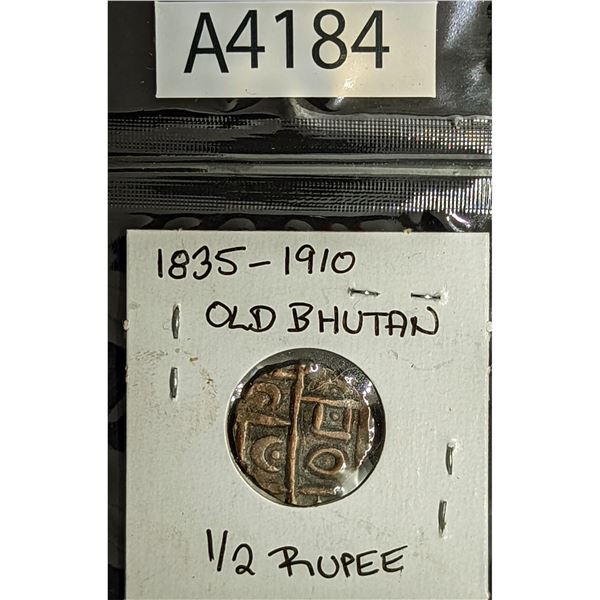 A4184
1835-1910
OLD BHUTAN
1/2 RUPEE